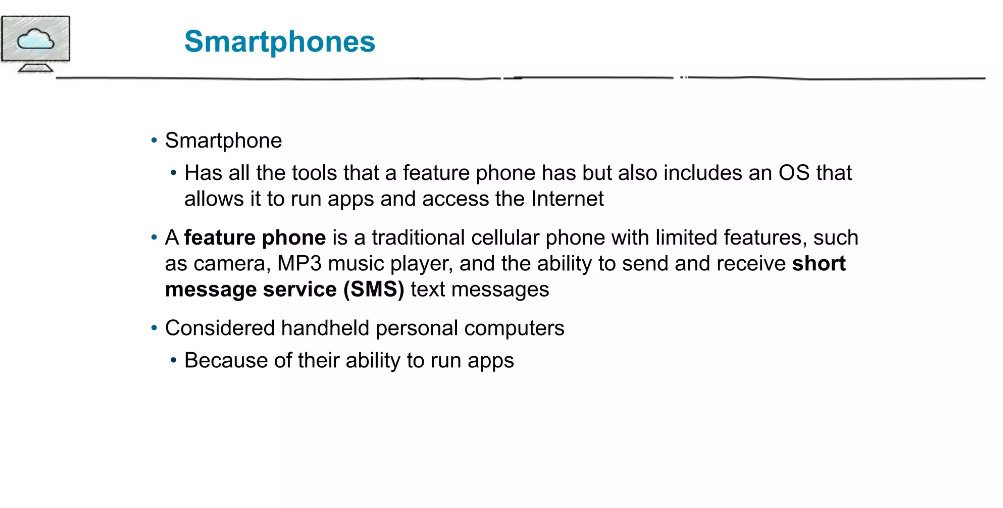 Smartphones
• Smartphone
• Has all the tools that a feature phone has but also includes an OS that
allows it to run apps and access the Internet
• A feature phone is a traditional cellular phone with limited features, such
as camera, MP3 music player, and the ability to send and receive short
message service (SMS) text messages
• Considered handheld personal computers
• Because of their ability to run apps